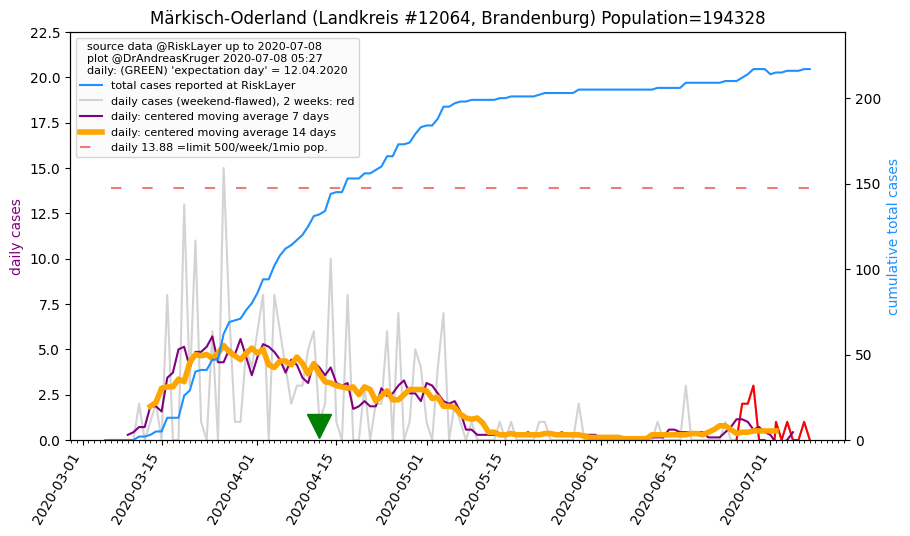 Märkisch-Oderland (Landkreis #12064, Brandenburg) Population=194328
source data @RiskLayer up to 2020-07-08
plot @DrAndreasKruger 2020-07-08 05:27
daily: (GREEN) 'expectation day' = 12.04.2020
total cases reported at RiskLayer
daily cases (weekend-flawed), 2 weeks: red
daily: centered moving average 7 days
daily: centered moving average 14 days
daily 13.88 =limit 500/week/1mio pop.
22.5
20.0
17.5
15.0
12.5
10.0
7.5
5.0
2.5
0.0
daily cases
200
150
100
50
0
cumulative total cases
2020-03-01
2020-03-15
2020-04-01
2020-04-15
2020-05-01
2020-05-15
2020-06-01
2020-06-15
2020-07-01